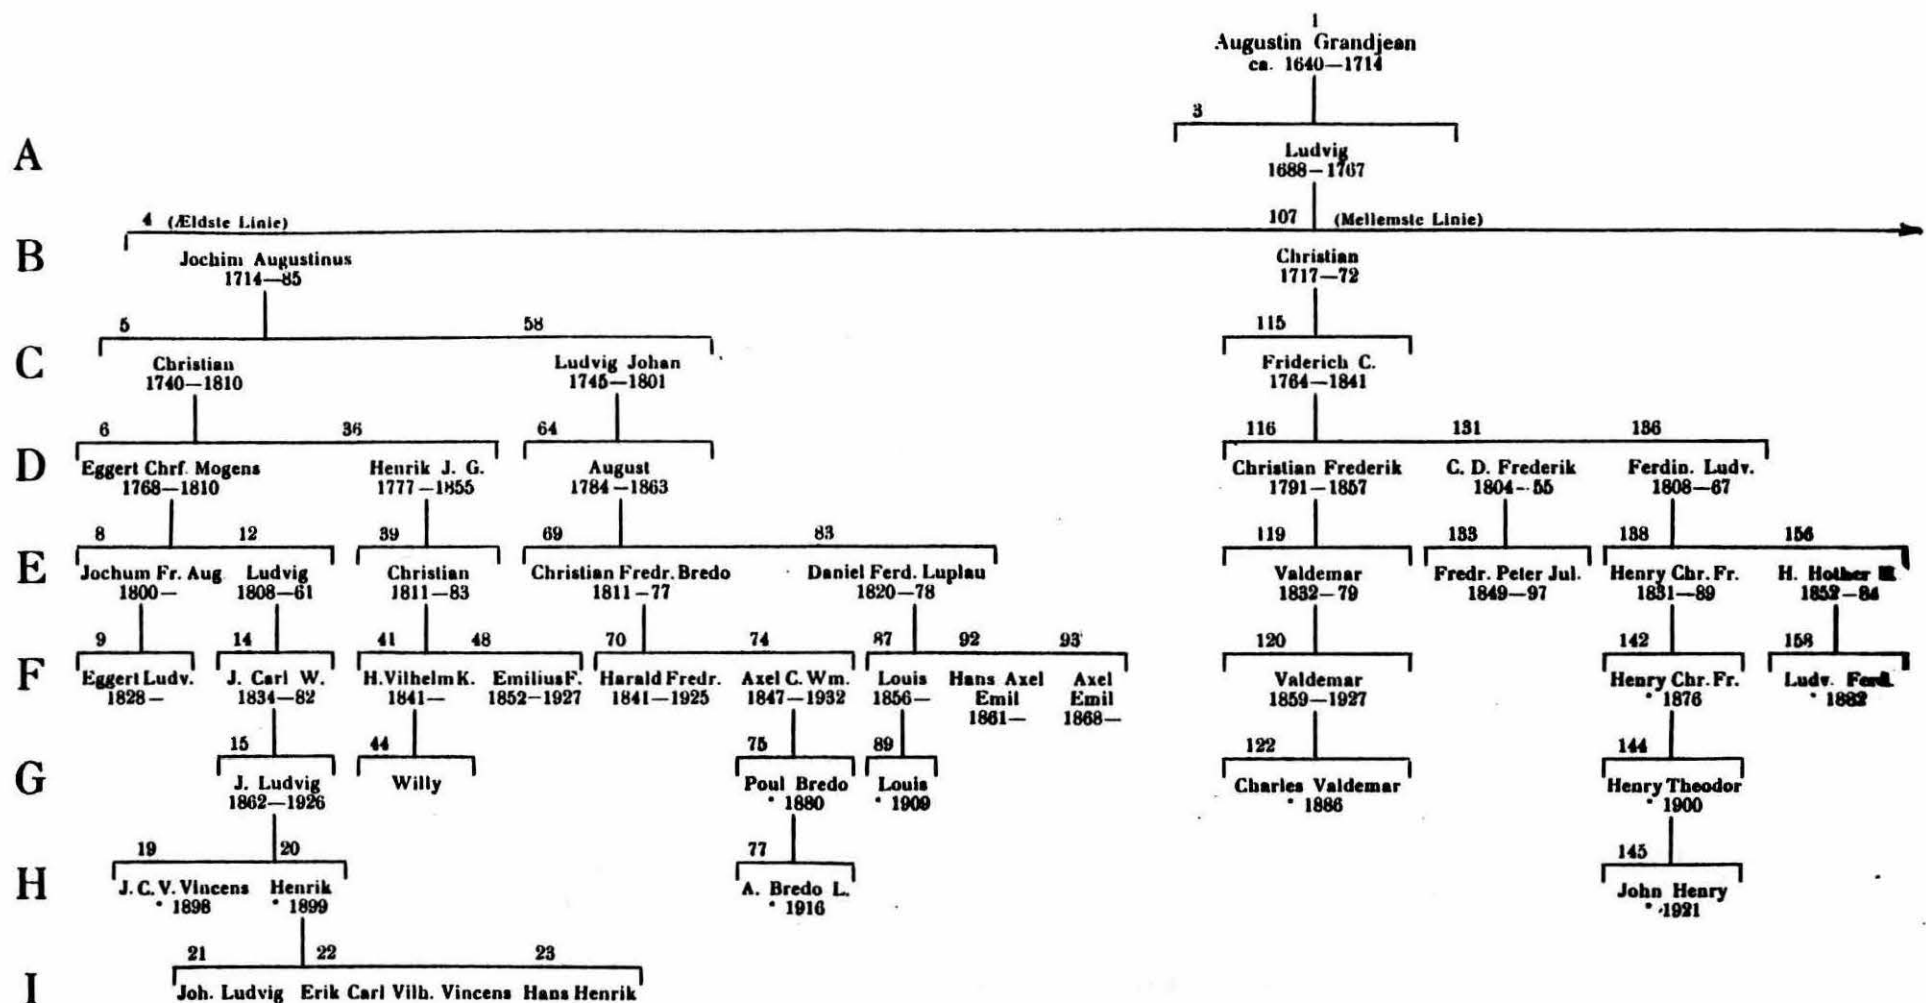 1
Augustin Grandjean
ca. 1640—1714
3
A
Ludvig
1688—1767
4 (Ældste Linie)
107 (Mellemste Linie)
B
Jochim Augustinus
1714—85
Christian
1717—72
5 58 115
C
Christian
1740—1810
Ludvig Johan
1745—1801
Friderich C.
1764—1841
6 36 64 116 131 136
D
Eggert Chrf. Mogens
1768—1810
Henrik J. G.
1777—1855
August
1784—1863
Christian Frederik
1791—1857
C. D. Frederik
1804—55
Ferdin. Ludv.
1808—67
8 12 39 69 83 119 133 138 156
E
Jochum Fr. Aug
1800—
Ludvig
1808—61
Christian
1811—83
Christian Fredr. Bredo
1811—77
Daniel Ferd. Luplau
1820—78
Valdemar
1832—79
Fredr. Peter Jul.
1849—97
Henry Chr. Fr.
1831—89
H. Hother
1852—84
9 14 41 48 70 74 87 92 93 120 142 158
F
Eggert Ludv.
1828—
J. Carl W.
1834—82
H. Vilhelm K.
1841—
Emilius F.
1852—1927
Harald Fredr.
1841—1925
Axel C. Wm.
1847—1932
Louis
1856—
Hans Axel
Emil
1861—
Axel
Emil
1868—
Valdemar
1859—1927
Henry Chr. Fr.
* 1876
Ludv. Ferd.
* 1882
15 44 75 89 122 144
G
J. Ludvig
1862—1926
Willy
Poul Bredo
* 1880
Louis
* 1909
Charles Valdemar
* 1886
Henry Theodor
* 1900
19 20 77 145
H
J. C. V. Vincens
* 1898
Henrik
* 1899
A. Bredo L.
* 1916
John Henry
* 1921
21 22 23
I
Joh. Ludvig Erik Carl Vilh. Vincens Hans Henrik